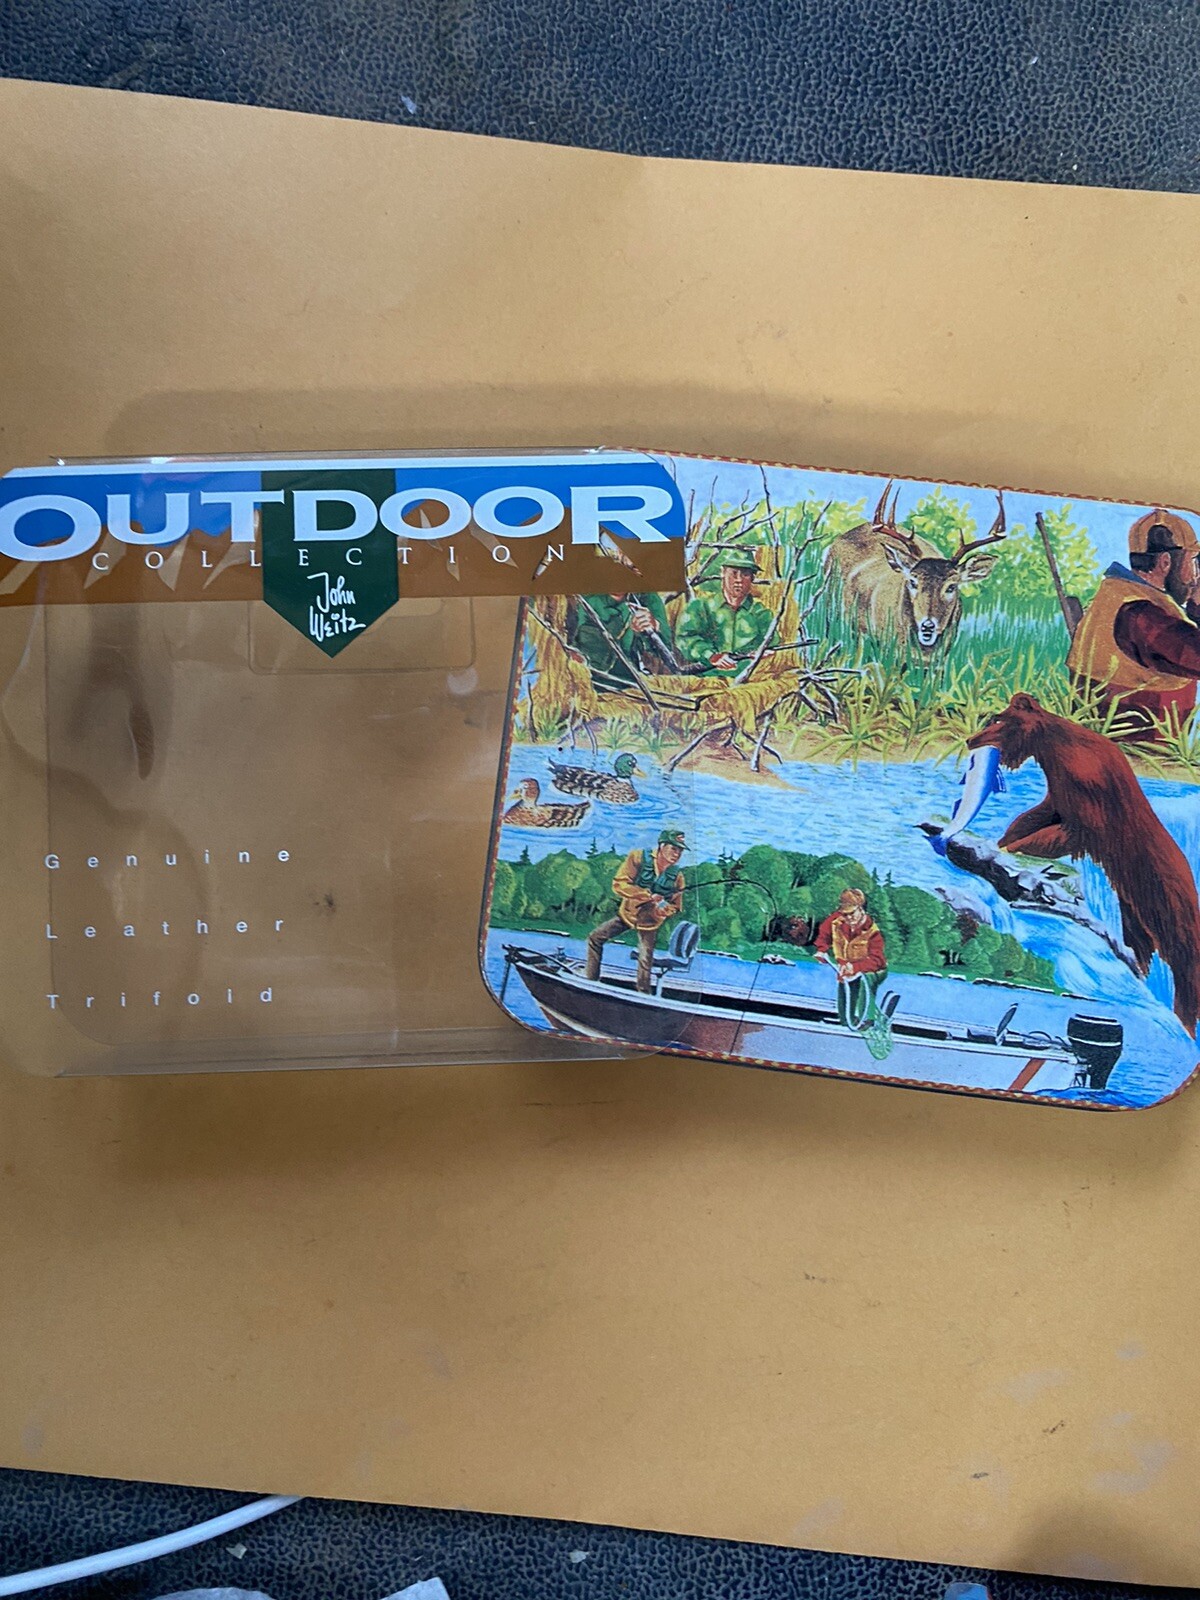 OUTDOOR
COLLECTION
John
Weitz
Genuine
Leather
Trifold